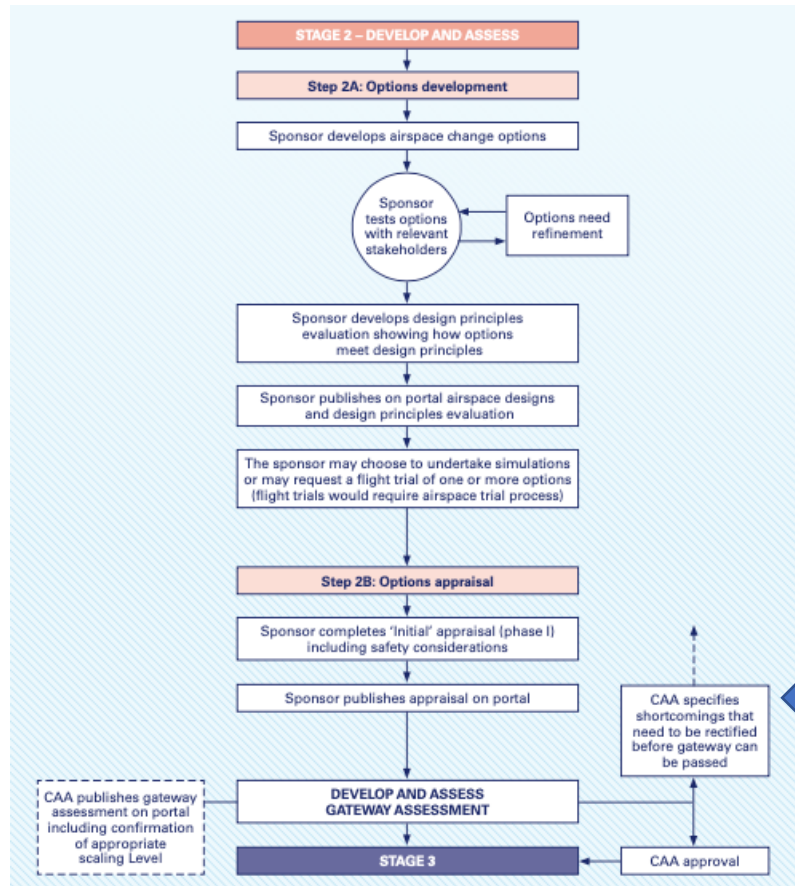 STAGE 2 – DEVELOP AND ASSESS
Step 2A: Options development
Sponsor develops airspace change options
Sponsor
tests options
with relevant
stakeholders
Options need
refinement
Sponsor develops design principles
evaluation showing how options
meet design principles
Sponsor publishes on portal airspace designs
and design principles evaluation
The sponsor may choose to undertake simulations
or may request a flight trial of one or more options
(flight trials would require airspace trial process)
Step 2B: Options appraisal
Sponsor completes ‘Initial’ appraisal (phase I)
including safety considerations
Sponsor publishes appraisal on portal
CAA specifies
shortcomings that
need to be rectified
before gateway can
be passed
CAA publishes gateway
assessment on portal
including confirmation
of appropriate
scaling Level
DEVELOP AND ASSESS
GATEWAY ASSESSMENT
STAGE 3
CAA approval